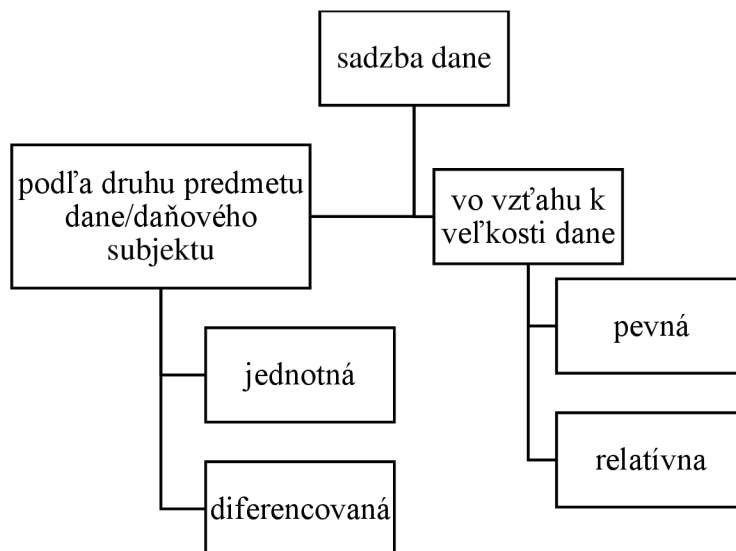 sadzba dane
podľa druhu predmetu
dane/daňového
subjektu
vo vzťahu k
veľkosti dane
jednotná
diferencovaná
pevná
relatívna